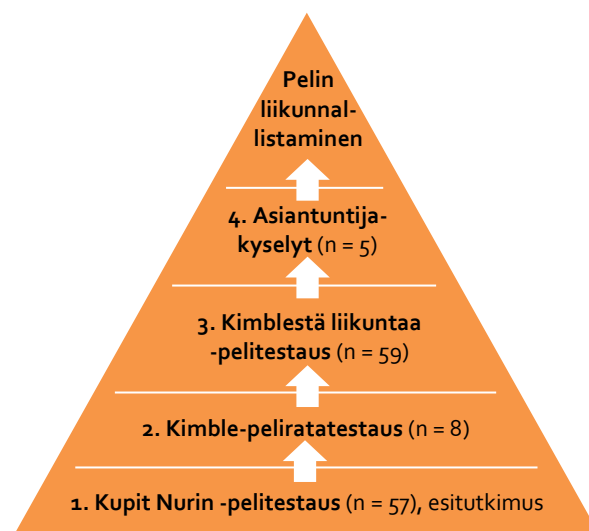 Pelin
liikunnal-
listaminen
4. Asiantuntija-
kyselyt (n = 5)
3. Kimblestä liikuntaa
-pelitestaus (n = 59)
2. Kimble-peliratatestaus (n = 8)
1. Kupit Nurin -pelitestaus (n = 57), esitutkimus